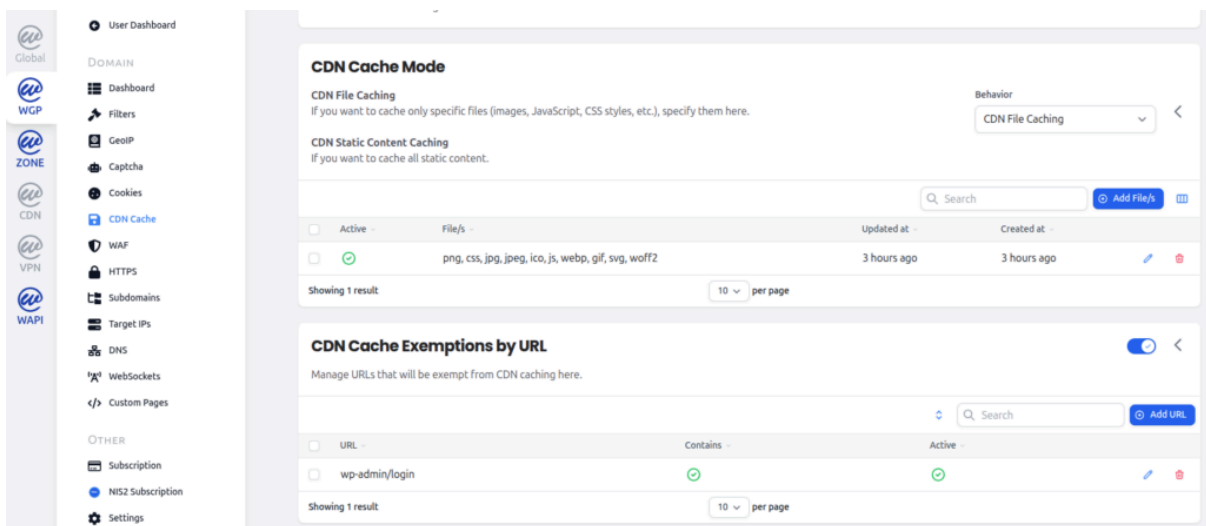 Global
WGP
ZONE
CDN
VPN
WAPI
User Dashboard
DOMAIN
Dashboard
Filters
GeoIP
Captcha
Cookies
CDN Cache
WAF
HTTPS
Subdomains
Target IPs
DNS
WebSockets
Custom Pages
OTHER
Subscription
NIS2 Subscription
Settings
CDN Cache Mode
CDN File Caching
If you want to cache only specific files (images, JavaScript, CSS styles, etc.), specify them here.
CDN Static Content Caching
If you want to cache all static content.
Behavior
CDN File Caching
Search
Add File/s
Active File/s Updated at Created at
png, css, jpg, jpeg, ico, js, webp, gif, svg, woff2 3 hours ago 3 hours ago
Showing 1 result 10 per page
CDN Cache Exemptions by URL
Manage URLs that will be exempt from CDN caching here.
Search
Add URL
URL Contains Active
wp-admin/login
Showing 1 result 10 per page